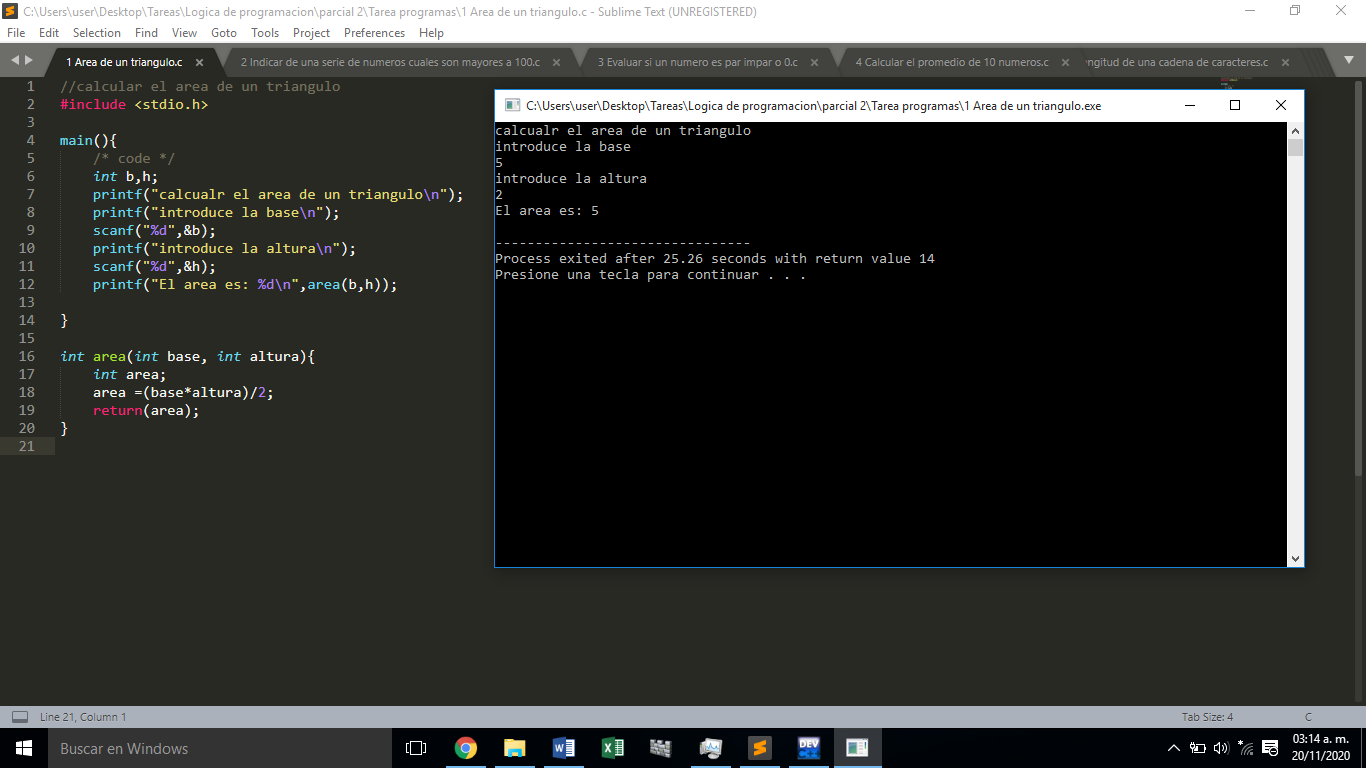 C:\Users\user\Desktop\Tareas\Logica de programacion\parcial 2\Tarea programas\1 Area de un triangulo.c - Sublime Text (UNREGISTERED)
File Edit Selection Find View Goto Tools Project Preferences Help
1 Area de un triangulo.c × 2 Indicar de una serie de numeros cuales son mayores a 100.c × 3 Evaluar si un numero es par impar o 0.c × 4 Calcular el promedio de 10 numeros.c × ngitud de una cadena de caracteres.c ×
1 //calcular el area de un triangulo
2 #include <stdio.h>
3
4 main(){
5 /* code */
6 int b,h;
7 printf("calcualr el area de un triangulo\n");
8 printf("introduce la base\n");
9 scanf("%d",&b);
10 printf("introduce la altura\n");
11 scanf("%d",&h);
12 printf("El area es: %d\n",area(b,h));
13
14 }
15
16 int area(int base, int altura){
17 int area;
18 area =(base*altura)/2;
19 return(area);
20 }
21
C:\Users\user\Desktop\Tareas\Logica de programacion\parcial 2\Tarea programas\1 Area de un triangulo.exe
calcualr el area de un triangulo
introduce la base
5
introduce la altura
2
El area es: 5
--------------------------------
Process exited after 25.26 seconds with return value 14
Presione una tecla para continuar . . .
Line 21, Column 1 Tab Size: 4 C
Buscar en Windows
DEV C++
03:14 a. m.
20/11/2020